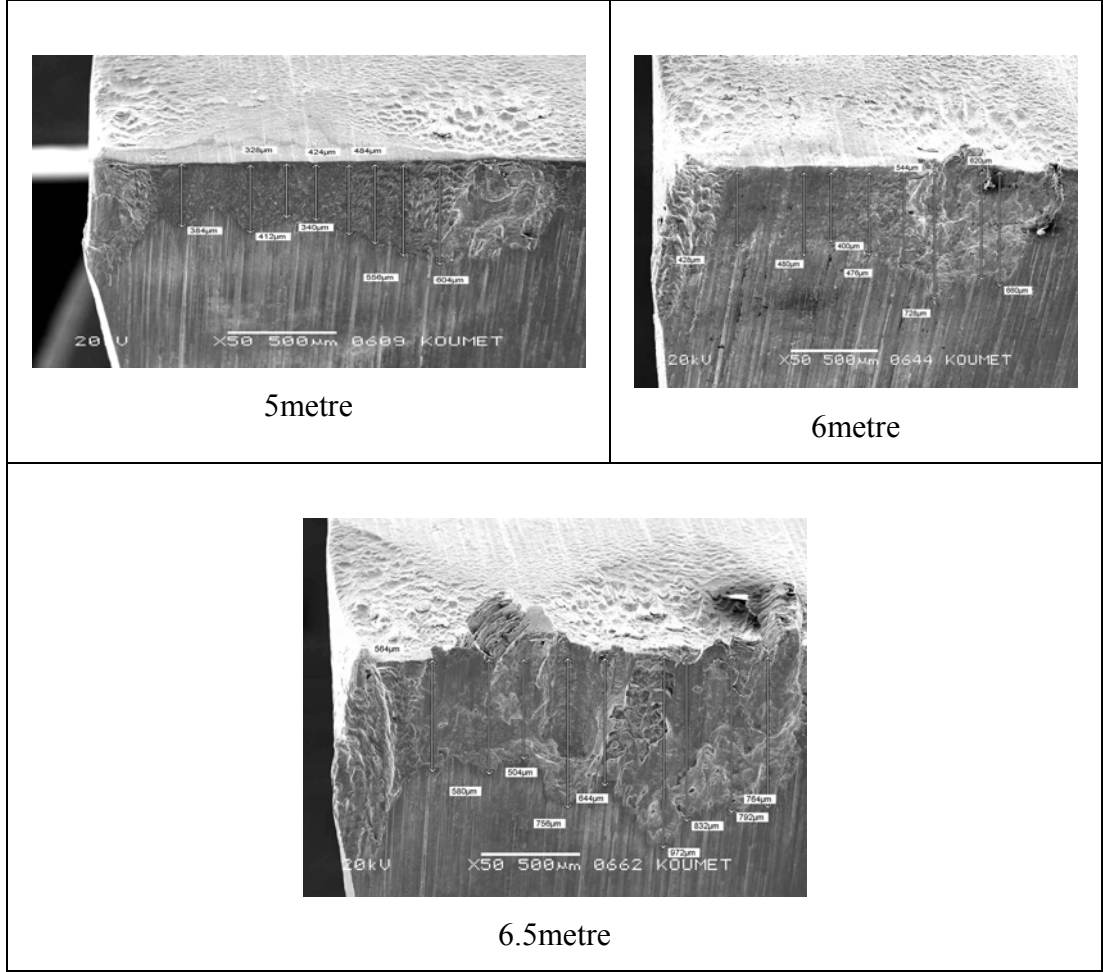 328µm 424µm 484µm
384µm 412µm 340µm
556µm 604µm
X50 500µm 0609 KOUMET
5metre
544µm 620µm
428µm 480µm 400µm
476µm
728µm 660µm
20kV X50 500µm 0644 KOUMET
6metre
564µm
580µm 504µm
756µm 644µm 764µm
832µm 792µm
972µm
20kV X50 500µm 0662 KOUMET
6.5metre